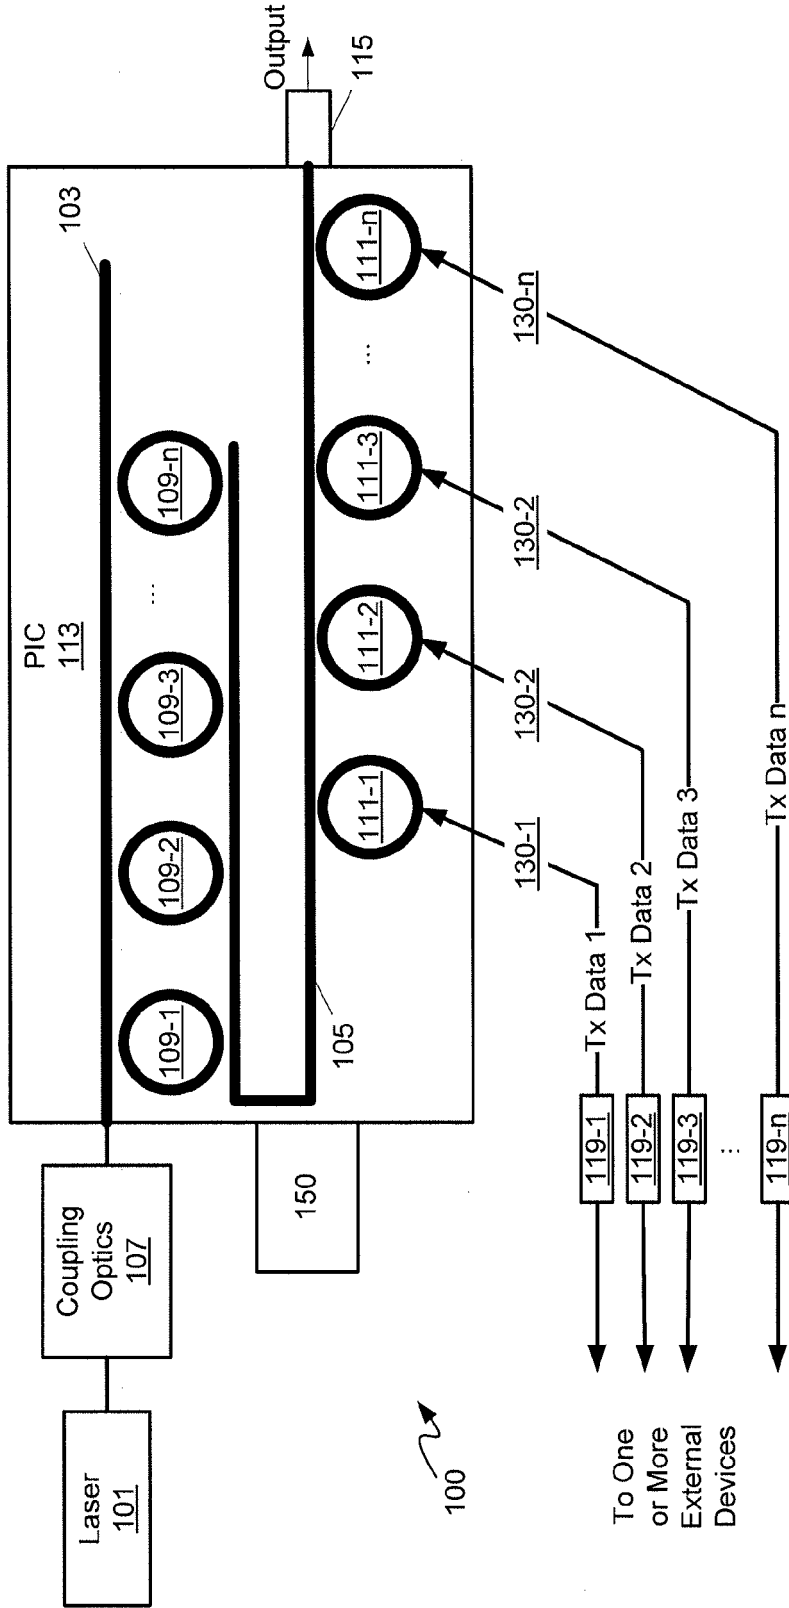 Laser
101
Coupling
Optics
107
PIC
113
103
109-1
109-2
109-3
...
109-n
150
105
111-1
111-2
111-3
...
111-n
Output
115
130-1
130-2
130-2
130-n
100
To One
or More
External
Devices
119-1
Tx Data 1
119-2
Tx Data 2
119-3
Tx Data 3
...
119-n
Tx Data n